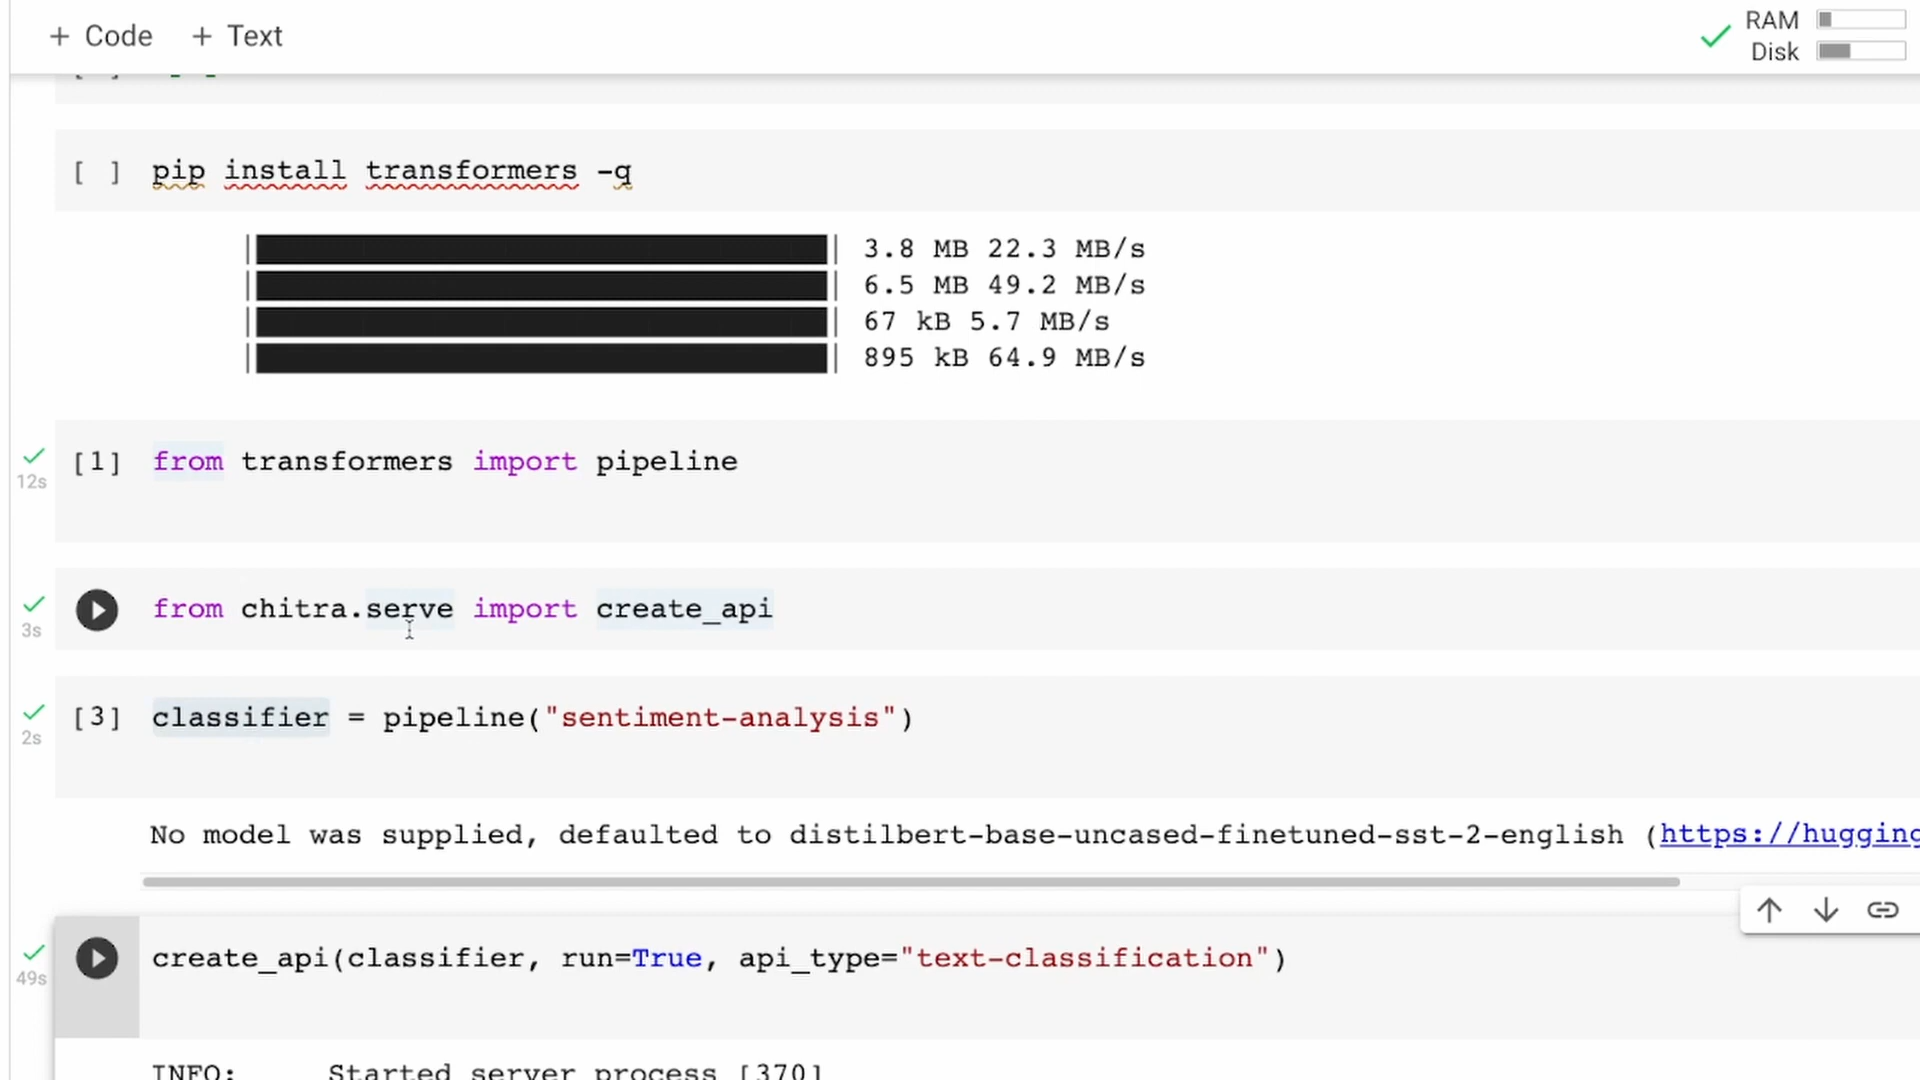 + Code + Text
RAM
Disk
[ ] pip install transformers -q
3.8 MB 22.3 MB/s
6.5 MB 49.2 MB/s
67 kB 5.7 MB/s
895 kB 64.9 MB/s
[1] from transformers import pipeline
12s
from chitra.serve import create_api
3s
[3] classifier = pipeline("sentiment-analysis")
2s
No model was supplied, defaulted to distilbert-base-uncased-finetuned-sst-2-english (https://hugging
create_api(classifier, run=True, api_type="text-classification")
49s
INFO: Started server process [370]